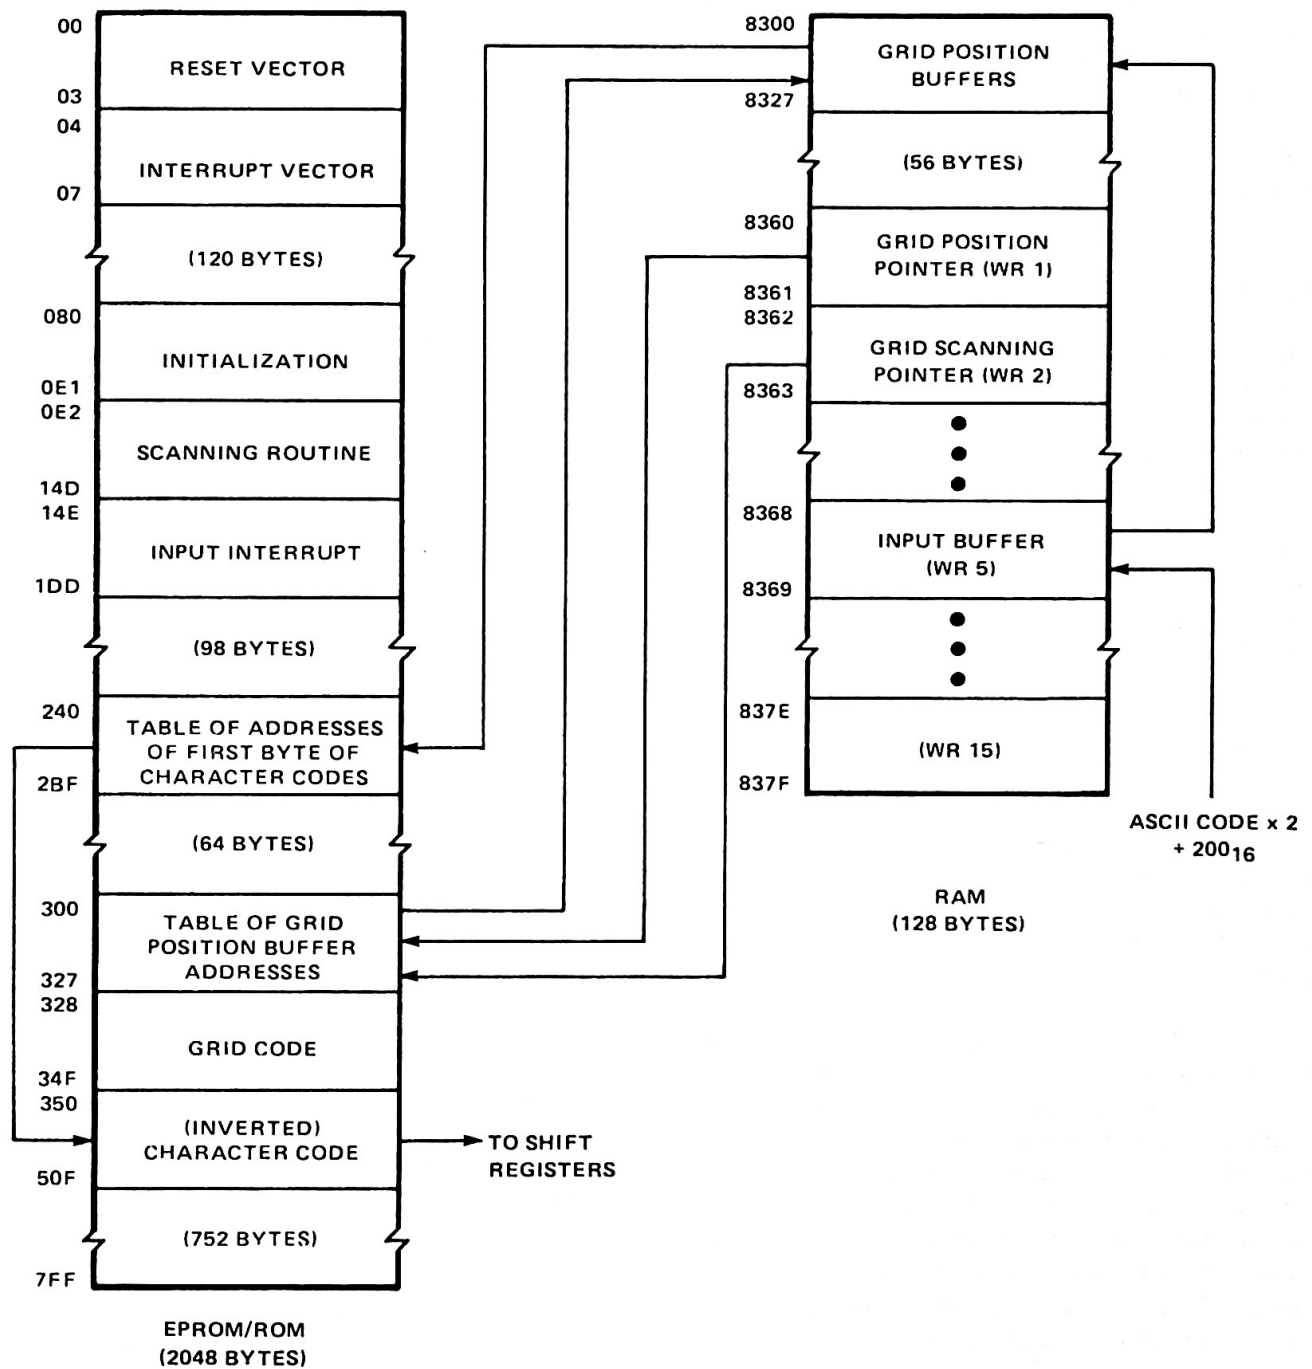 00
RESET VECTOR
03
04
INTERRUPT VECTOR
07
(120 BYTES)
080
INITIALIZATION
0E1
0E2
SCANNING ROUTINE
14D
14E
INPUT INTERRUPT
1DD
(98 BYTES)
240
TABLE OF ADDRESSES
OF FIRST BYTE OF
CHARACTER CODES
2BF
(64 BYTES)
300
TABLE OF GRID
POSITION BUFFER
ADDRESSES
327
328
GRID CODE
34F
350
(INVERTED)
CHARACTER CODE
50F
TO SHIFT
REGISTERS
(752 BYTES)
7FF
EPROM/ROM
(2048 BYTES)
8300
GRID POSITION
BUFFERS
8327
(56 BYTES)
8360
GRID POSITION
POINTER (WR 1)
8361
8362
GRID SCANNING
POINTER (WR 2)
8363
8368
INPUT BUFFER
(WR 5)
8369
837E
(WR 15)
837F
ASCII CODE x 2
+ 200₁₆
RAM
(128 BYTES)